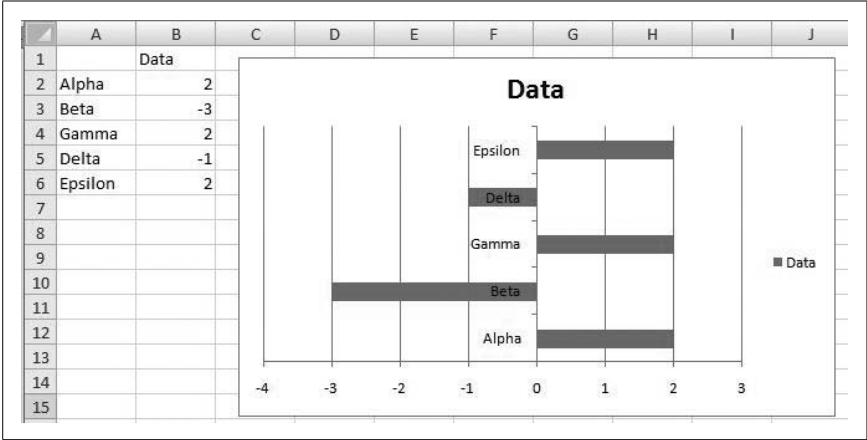 A B C D E F G H I J
1 Data
2 Alpha 2
3 Beta -3
4 Gamma 2
5 Delta -1
6 Epsilon 2
7
8
9
10
11
12
13
14
15
Data
Epsilon
Delta
Gamma
Beta
Alpha
-4 -3 -2 -1 0 1 2 3
Data